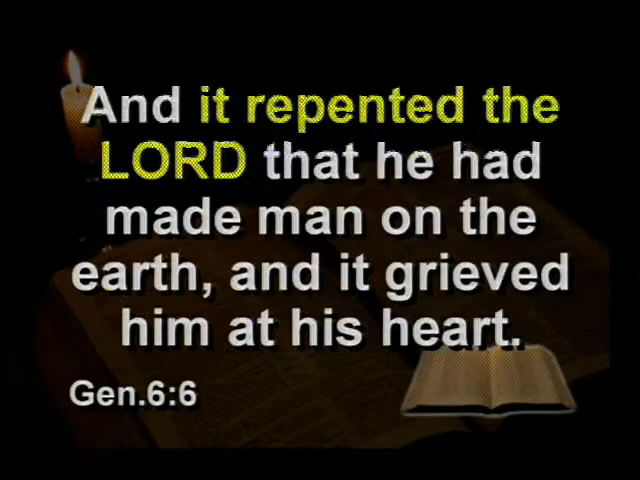 And it repented the
LORD that he had
made man on the
earth, and it grieved
him at his heart.
Gen.6:6